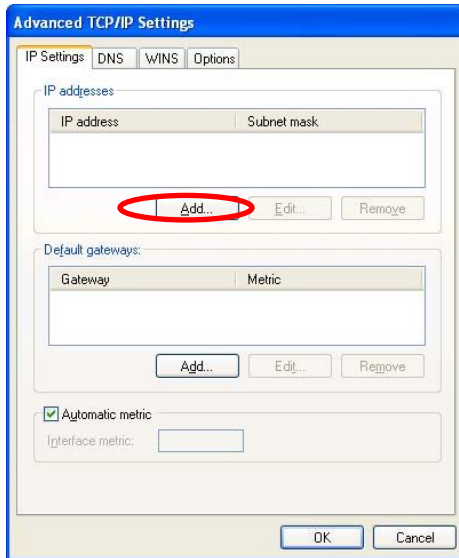 Advanced TCP/IP Settings
IP Settings DNS WINS Options
IP addresses
IP address Subnet mask
Add... Edit... Remove
Default gateways:
Gateway Metric
Add... Edit... Remove
Automatic metric
Interface metric:
OK Cancel